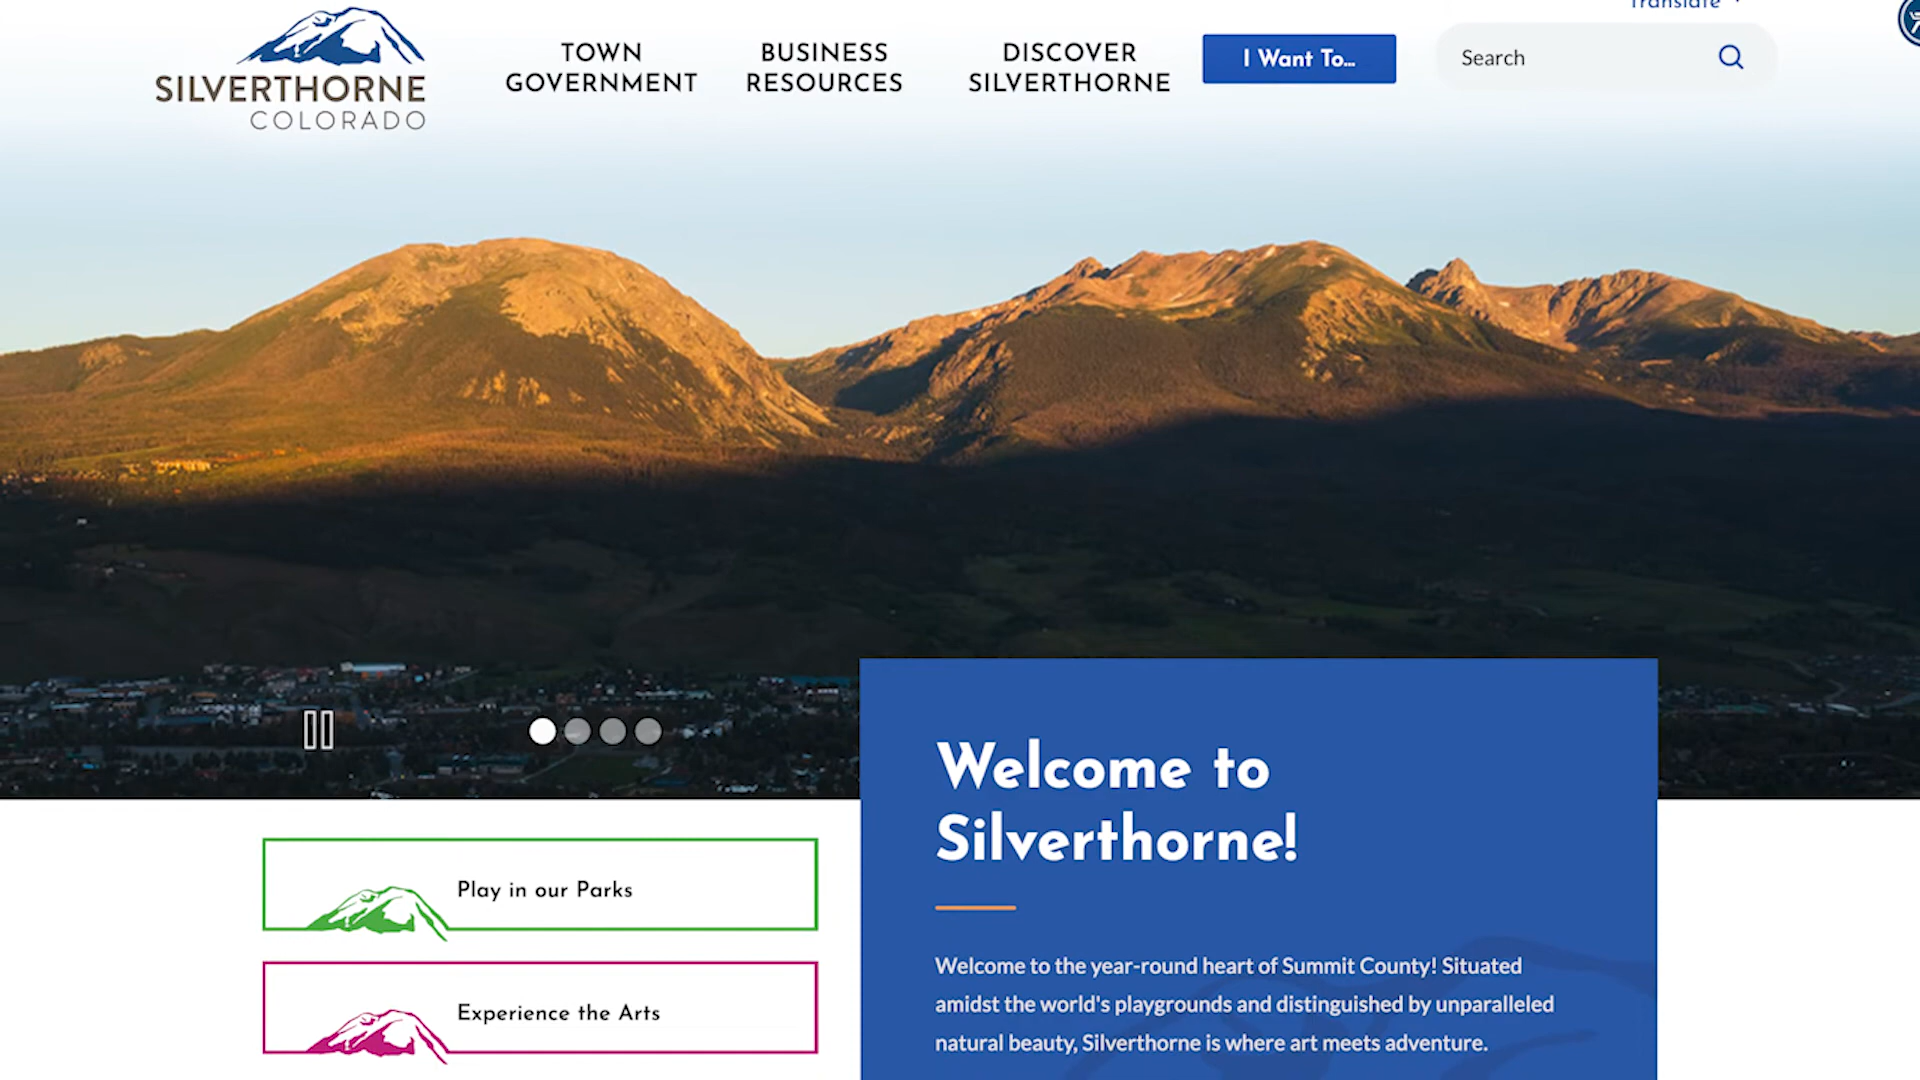 Translate
SILVERTHORNE
COLORADO
TOWN
GOVERNMENT
BUSINESS
RESOURCES
DISCOVER
SILVERTHORNE
I Want To...
Search
Welcome to
Silverthorne!
Play in our Parks
Experience the Arts
Welcome to the year-round heart of Summit County! Situated
amidst the world's playgrounds and distinguished by unparalleled
natural beauty, Silverthorne is where art meets adventure.